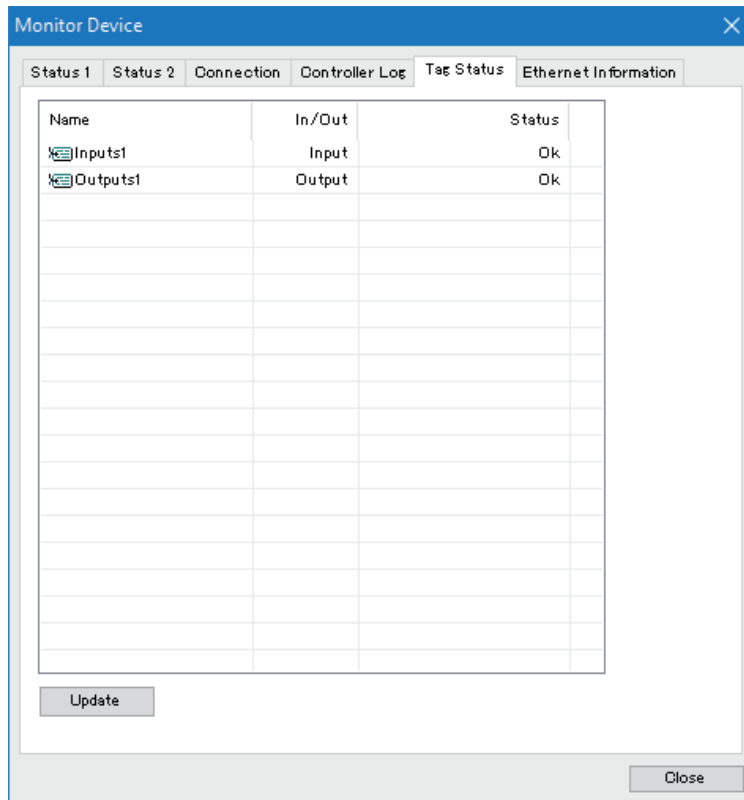 Monitor Device
Status 1 Status 2 Connection Controller Log Tag Status Ethernet Information
Name In/Out Status
Inputs1 Input Ok
Outputs1 Output Ok
Update
Close